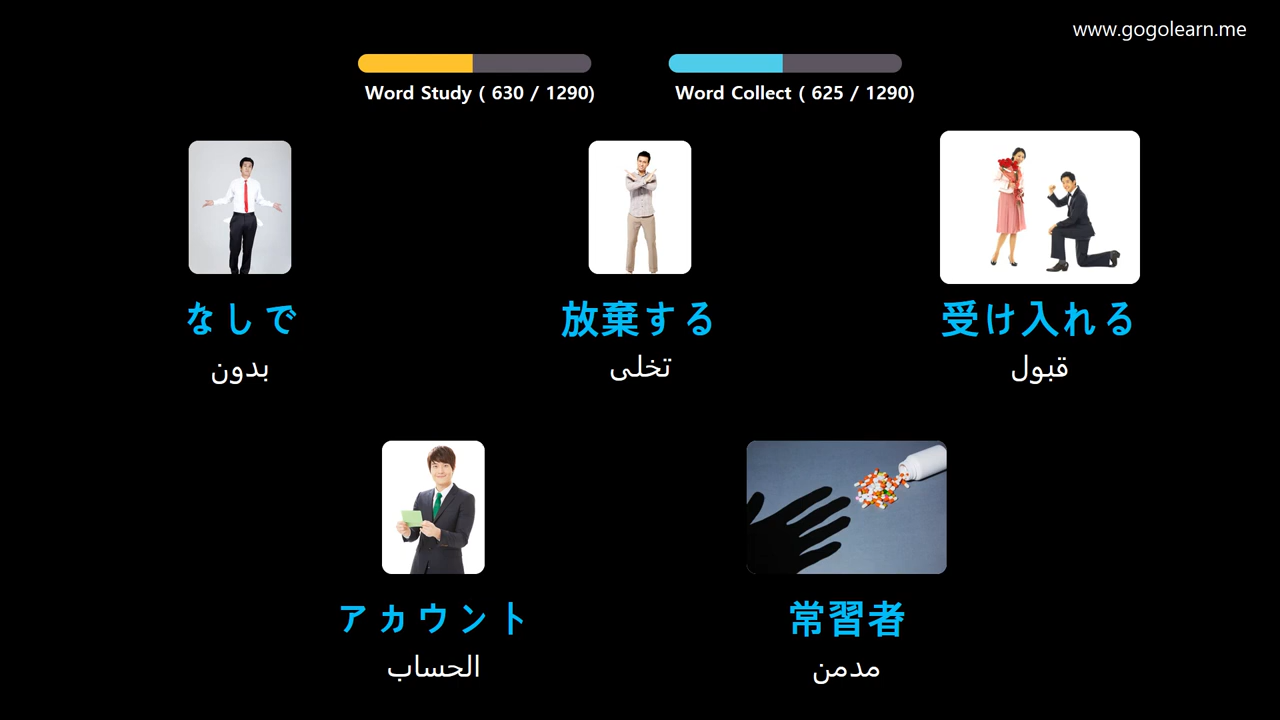 www.gogolearn.me
Word Study ( 630 / 1290)
Word Collect ( 625 / 1290)
なしで
放棄する
受け入れる
بدون
تخلى
قبول
アカウント
常習者
الحساب
مدمن